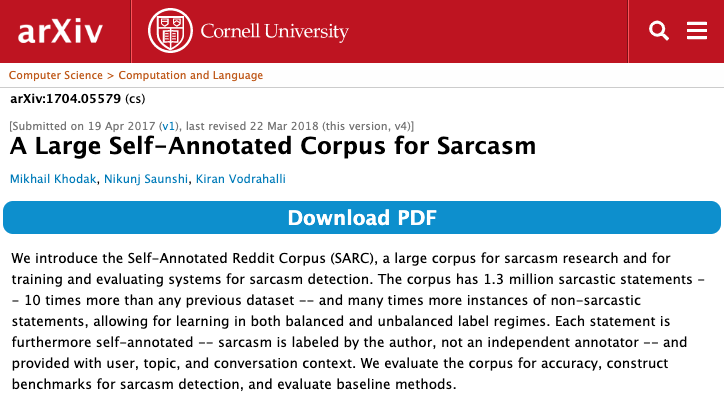 arXiv
Cornell University
Computer Science > Computation and Language
arXiv:1704.05579 (cs)
[Submitted on 19 Apr 2017 (v1), last revised 22 Mar 2018 (this version, v4)]
A Large Self-Annotated Corpus for Sarcasm
Mikhail Khodak, Nikunj Saunshi, Kiran Vodrahalli
Download PDF
We introduce the Self-Annotated Reddit Corpus (SARC), a large corpus for sarcasm research and for
training and evaluating systems for sarcasm detection. The corpus has 1.3 million sarcastic statements -
- 10 times more than any previous dataset -- and many times more instances of non-sarcastic
statements, allowing for learning in both balanced and unbalanced label regimes. Each statement is
furthermore self-annotated -- sarcasm is labeled by the author, not an independent annotator -- and
provided with user, topic, and conversation context. We evaluate the corpus for accuracy, construct
benchmarks for sarcasm detection, and evaluate baseline methods.